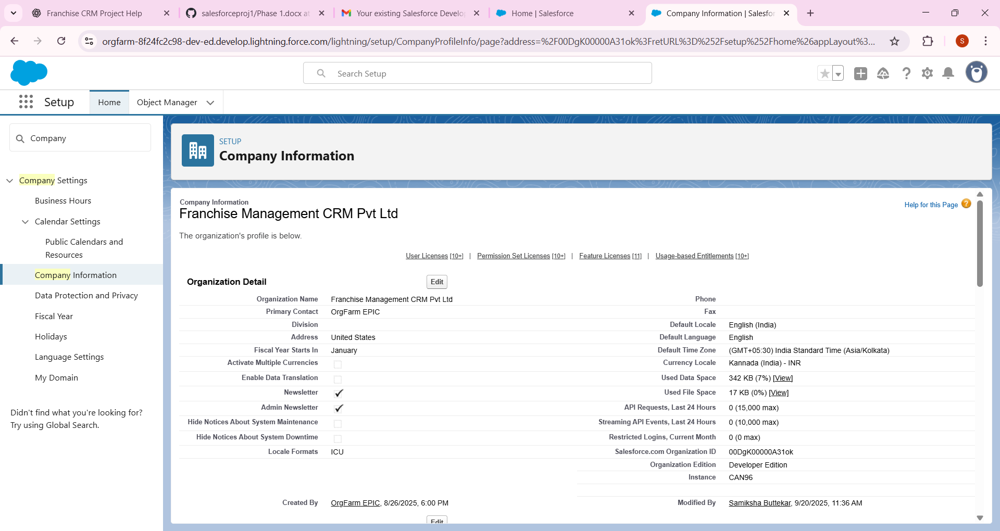 Franchise CRM Project Help
salesforceproj1/Phase 1.docx at
Your existing Salesforce Develo
Home | Salesforce
Company Information | Salesfor
orgfarm-8f24fc2c98-dev-ed.develop.lightning.force.com/lightning/setup/CompanyProfileInfo/page?address=%2F00DgK00000A31ok%3FretURL%3D%252Fsetup%252Fhome%26appLayout%3...
S
Search Setup
Setup
Home
Object Manager
Company
Company Settings
Business Hours
Calendar Settings
Public Calendars and
Resources
Company Information
Data Protection and Privacy
Fiscal Year
Holidays
Language Settings
My Domain
Didn't find what you're looking for?
Try using Global Search.
SETUP
Company Information
Company Information
Franchise Management CRM Pvt Ltd
Help for this Page
The organization's profile is below.
User Licenses [10+] | Permission Set Licenses [10+] | Feature Licenses [11] | Usage-based Entitlements [10+]
Organization Detail
Edit
Organization Name Franchise Management CRM Pvt Ltd
Phone
Primary Contact OrgFarm EPIC
Fax
Division
Default Locale English (India)
Address United States
Default Language English
Fiscal Year Starts In January
Default Time Zone (GMT+05:30) India Standard Time (Asia/Kolkata)
Activate Multiple Currencies
Currency Locale Kannada (India) - INR
Enable Data Translation
Used Data Space 342 KB (7%) [View]
Newsletter
Used File Space 17 KB (0%) [View]
Admin Newsletter
API Requests, Last 24 Hours 0 (15,000 max)
Hide Notices About System Maintenance
Streaming API Events, Last 24 Hours 0 (10,000 max)
Hide Notices About System Downtime
Restricted Logins, Current Month 0 (0 max)
Locale Formats ICU
Salesforce.com Organization ID 00DgK00000A31ok
Organization Edition Developer Edition
Instance CAN96
Created By OrgFarm EPIC, 8/26/2025, 6:00 PM
Modified By Samiksha Buttekar, 9/20/2025, 11:36 AM
Edit